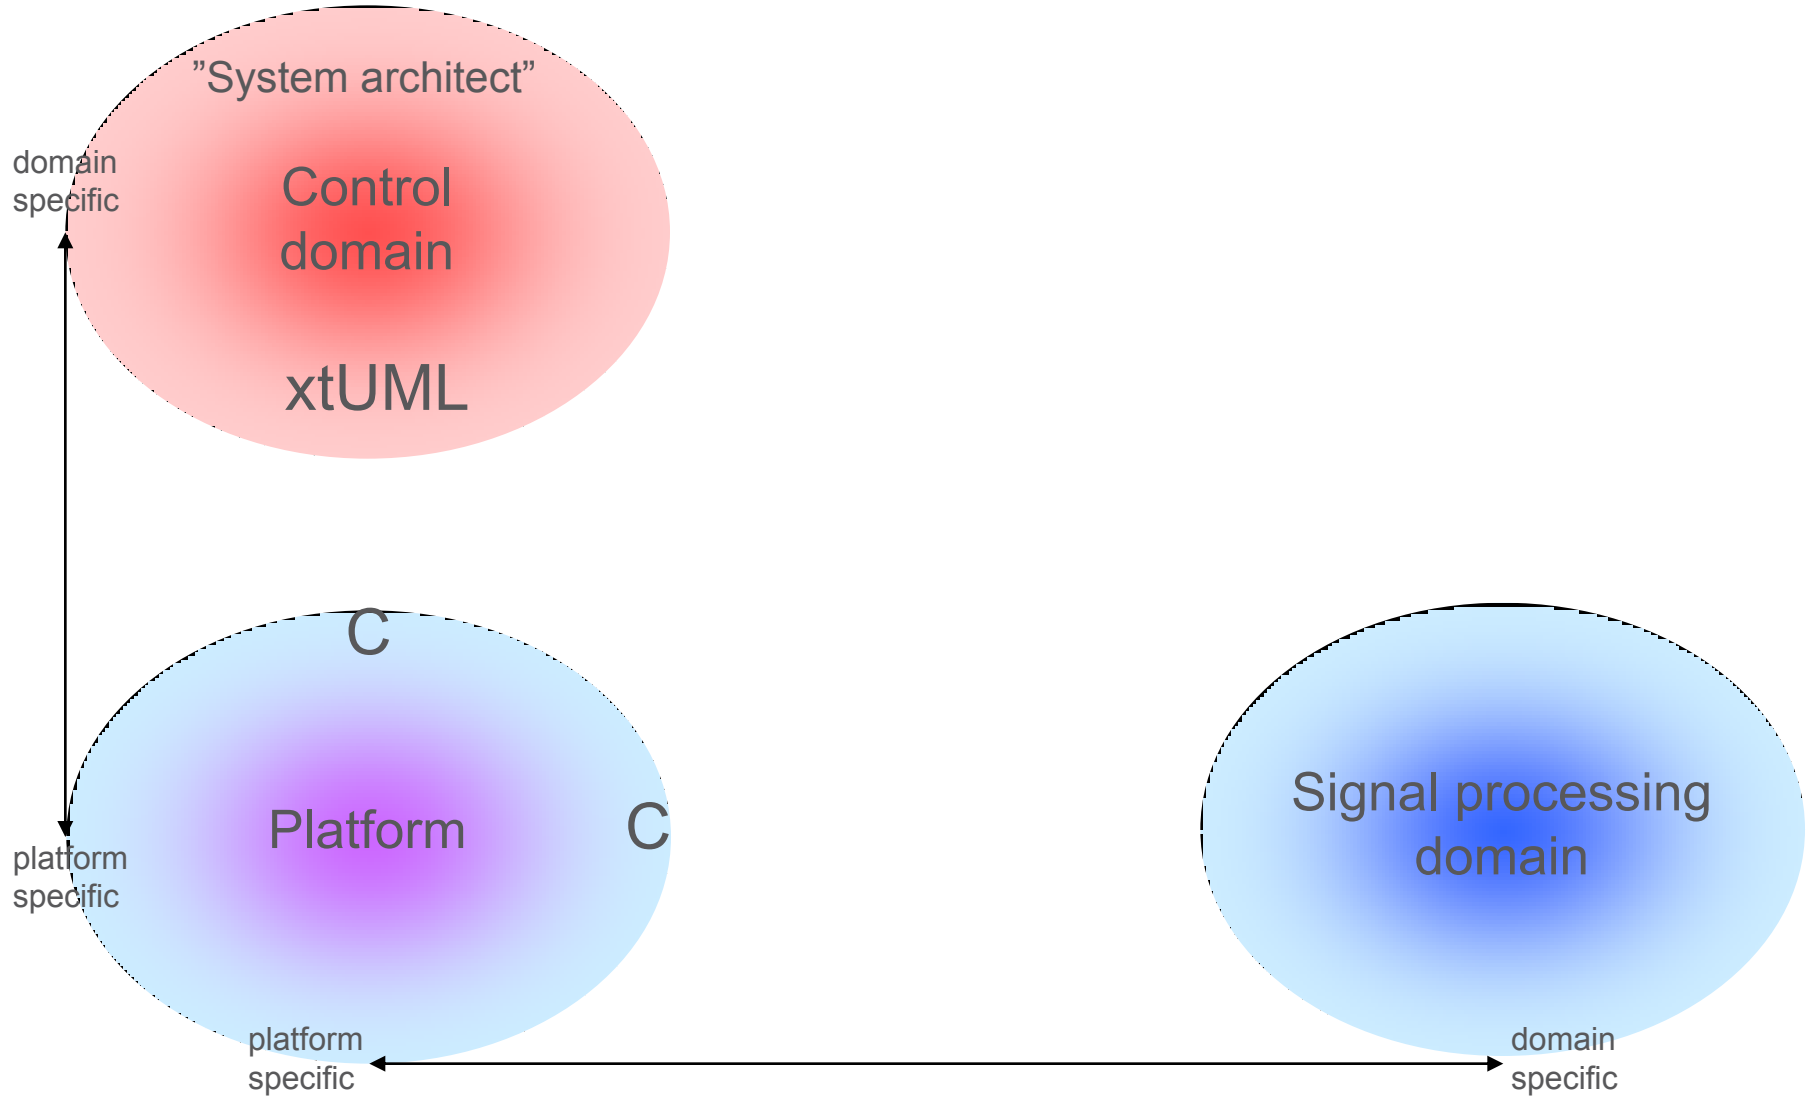 ”System architect”
domain
specific
Control
domain
xtUML
C
Platform
C
Signal processing
domain
platform
specific
platform
specific
domain
specific